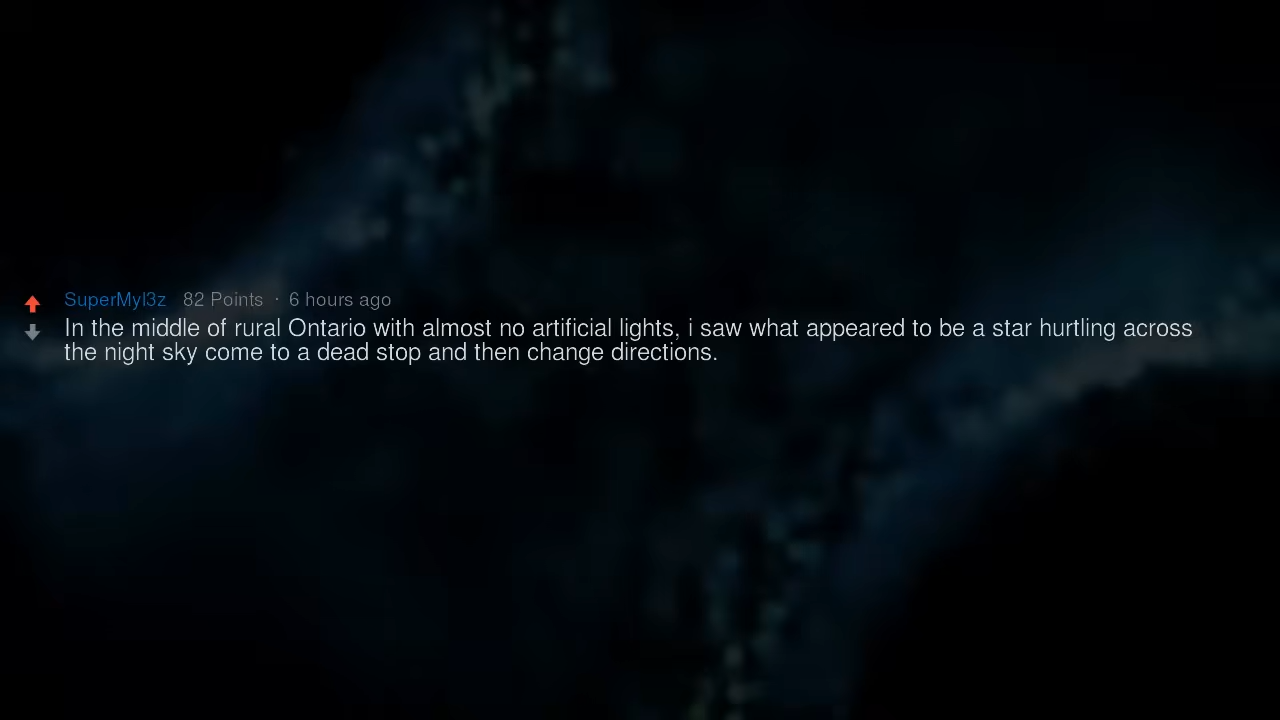 SuperMyl3z 82 Points · 6 hours ago
In the middle of rural Ontario with almost no artificial lights, i saw what appeared to be a star hurtling across
the night sky come to a dead stop and then change directions.